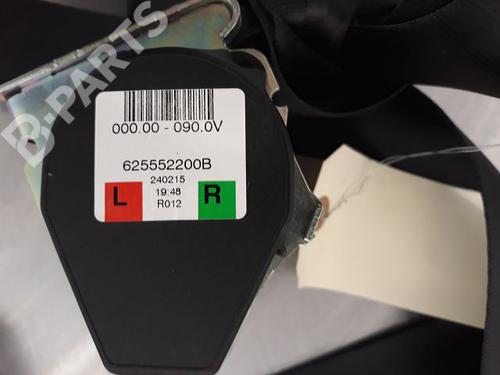 B-PARTS
000.00 - 090.0V
625552200B
240215
L
19:48
R
R012